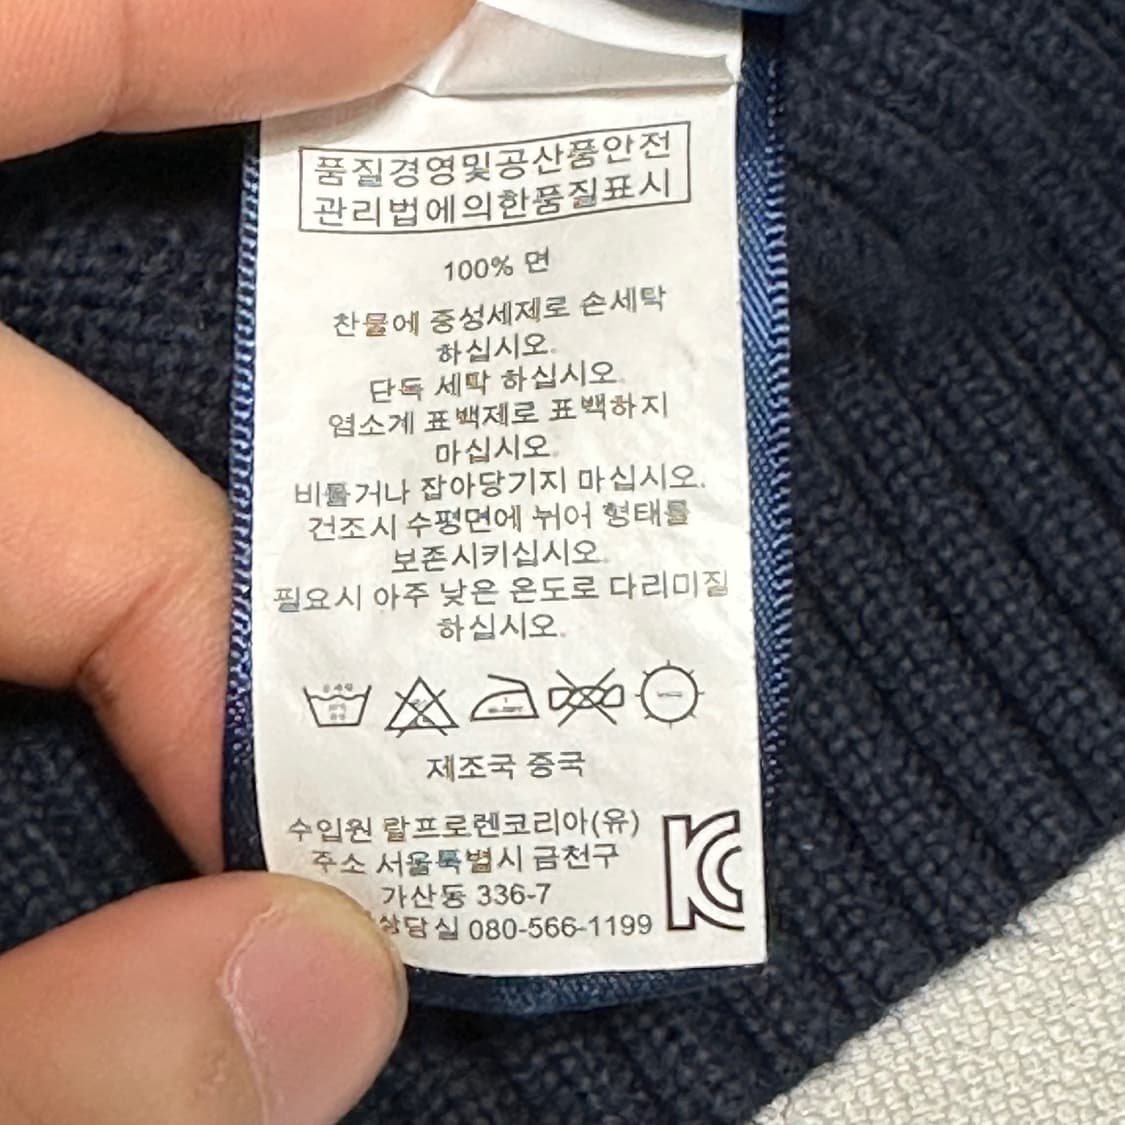 품질경영및공산품안전
관리법에의한품질표시
100% 면
찬물에 중성세제로 손세탁
하십시오.
단독 세탁 하십시오.
염소계 표백제로 표백하지
마십시오.
비틀거나 잡아당기지 마십시오.
건조시 수평면에 뉘어 형태를
보존시키십시오.
필요시 아주 낮은 온도로 다리미질
하십시오.
제조국 중국
수입원 랄프로렌코리아(유)
주소 서울특별시 금천구
가산동 336-7
상담실 080-566-1199
KC